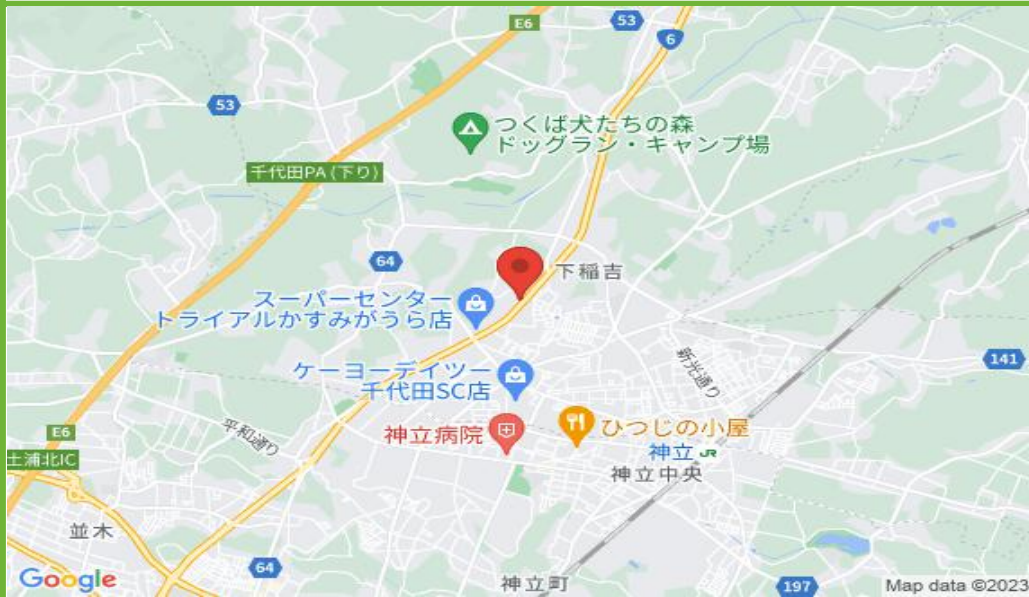 E6
53
6
53
つくば犬たちの森
ドッグラン・キャンプ場
千代田PA (下り)
64
下稲吉
スーパーセンター
トライアルかすみがうら店
新光通り
141
ケーヨーデイツー
千代田SC店
平和通り
E6
神立病院
ひつじの小屋
神立 JR
土浦北IC
神立中央
並木
64
Google
神立町
197
Map data ©2023